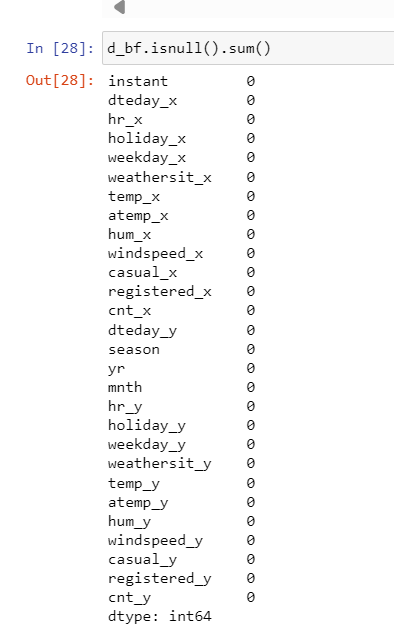 In [28]: d_bf.isnull().sum()
Out[28]: instant 0
dteday_x 0
hr_x 0
holiday_x 0
weekday_x 0
weathersit_x 0
temp_x 0
atemp_x 0
hum_x 0
windspeed_x 0
casual_x 0
registered_x 0
cnt_x 0
dteday_y 0
season 0
yr 0
mnth 0
hr_y 0
holiday_y 0
weekday_y 0
weathersit_y 0
temp_y 0
atemp_y 0
hum_y 0
windspeed_y 0
casual_y 0
registered_y 0
cnt_y 0
dtype: int64